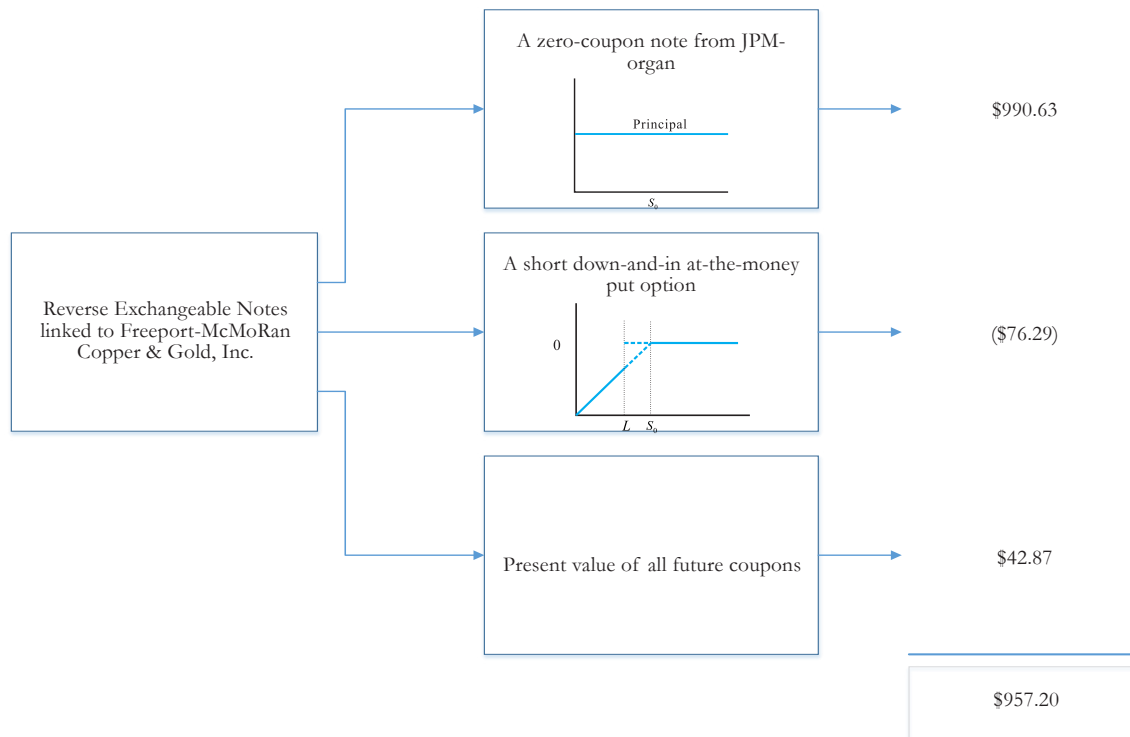 A zero-coupon note from JPM-
organ
Principal
S₀
$990.63
Reverse Exchangeable Notes
linked to Freeport-McMoRan
Copper & Gold, Inc.
A short down-and-in at-the-money
put option
0
L S₀
($76.29)
Present value of all future coupons
$42.87
$957.20